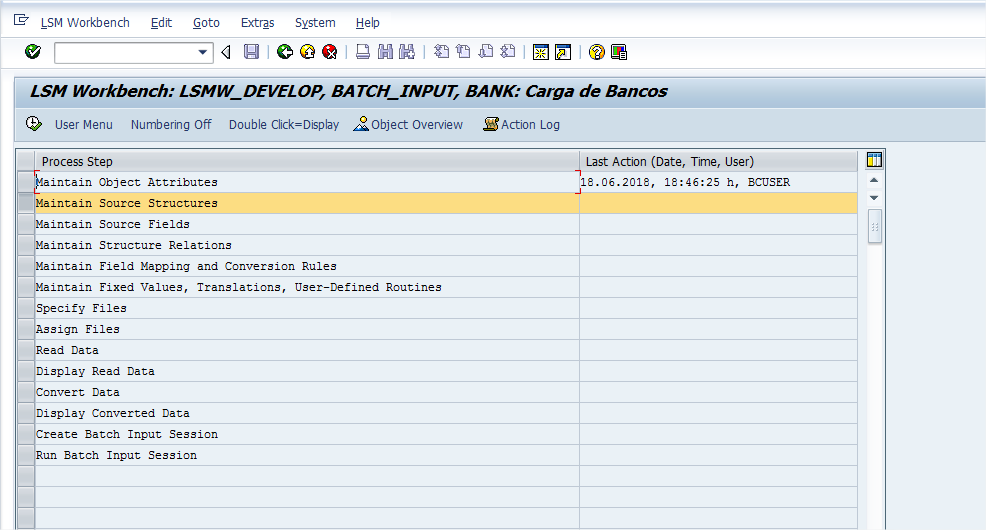 LSM Workbench Edit Goto Extras System Help
LSM Workbench: LSMW_DEVELOP, BATCH_INPUT, BANK: Carga de Bancos
User Menu Numbering Off Double Click=Display Object Overview Action Log
Process Step Last Action (Date, Time, User)
Maintain Object Attributes 18.06.2018, 18:46:25 h, BCUSER
Maintain Source Structures
Maintain Source Fields
Maintain Structure Relations
Maintain Field Mapping and Conversion Rules
Maintain Fixed Values, Translations, User-Defined Routines
Specify Files
Assign Files
Read Data
Display Read Data
Convert Data
Display Converted Data
Create Batch Input Session
Run Batch Input Session